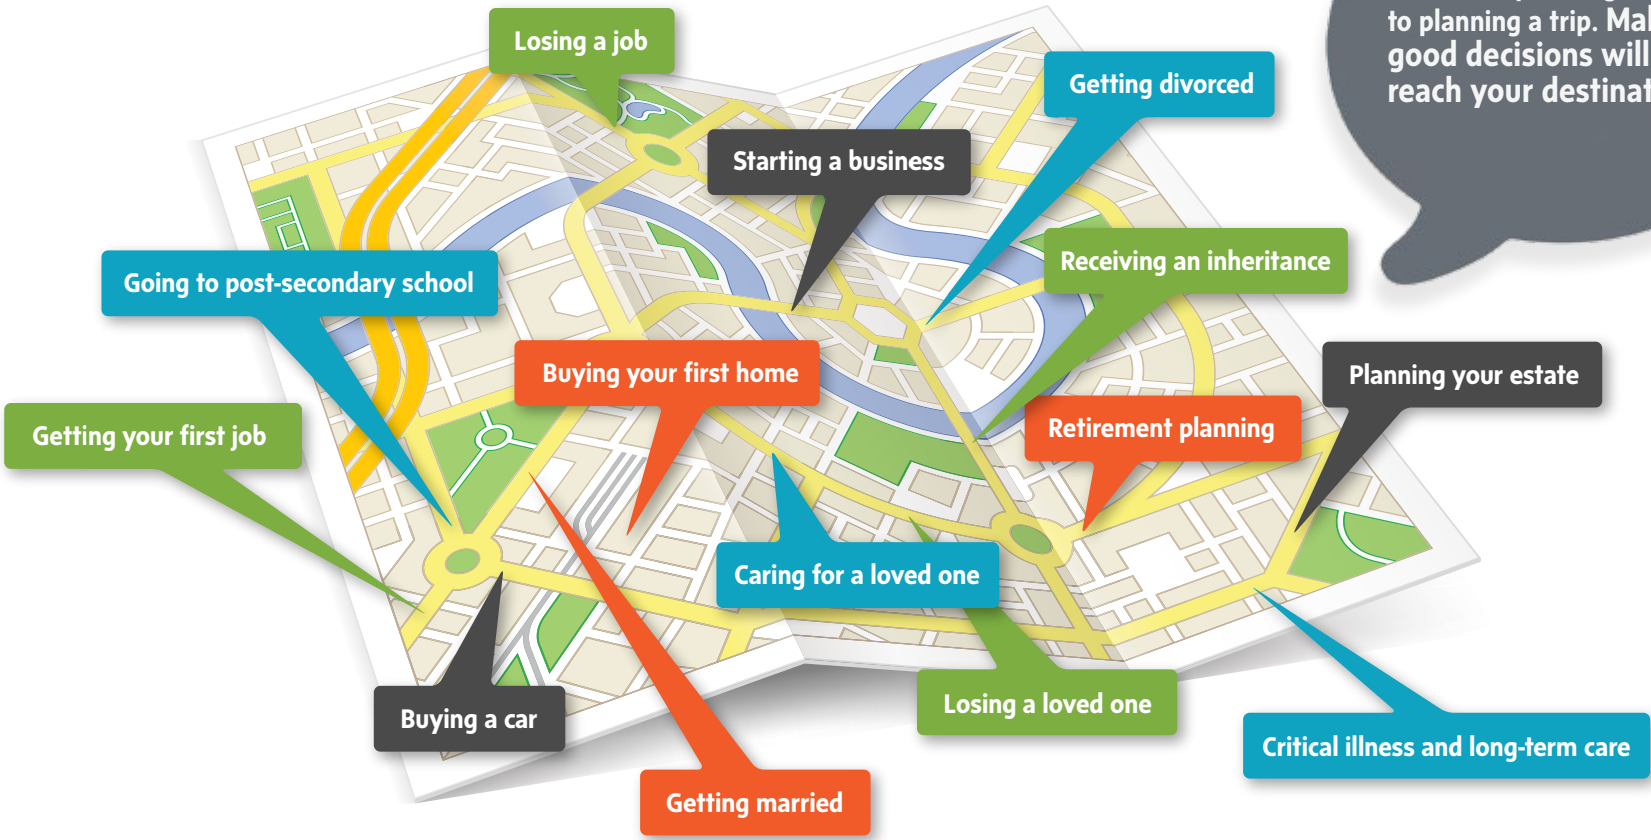 to planning a trip.
good decisions will
reach your
Losing a job
Getting divorced
Starting a business
Receiving an inheritance
Going to post-secondary school
Buying your first home
Planning your estate
Getting your first job
Retirement planning
Caring for a loved one
Losing a loved one
Buying a car
Critical illness and long-term care
Getting married